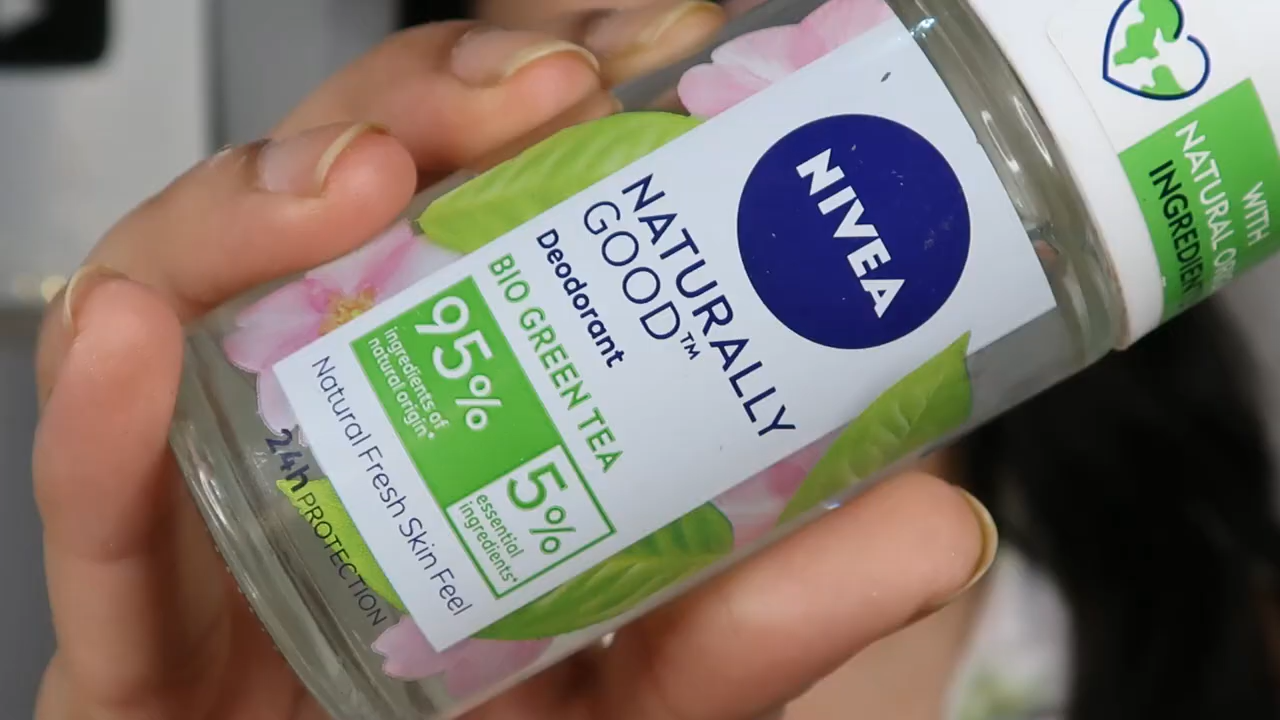 NIVEA
NATURALLY
GOOD™
Deodorant
BIO GREEN TEA
95%
ingredients of
natural origin*
5%
essential
ingredients*
Natural Fresh Skin Feel
24h PROTECTION
WITH
NATURAL